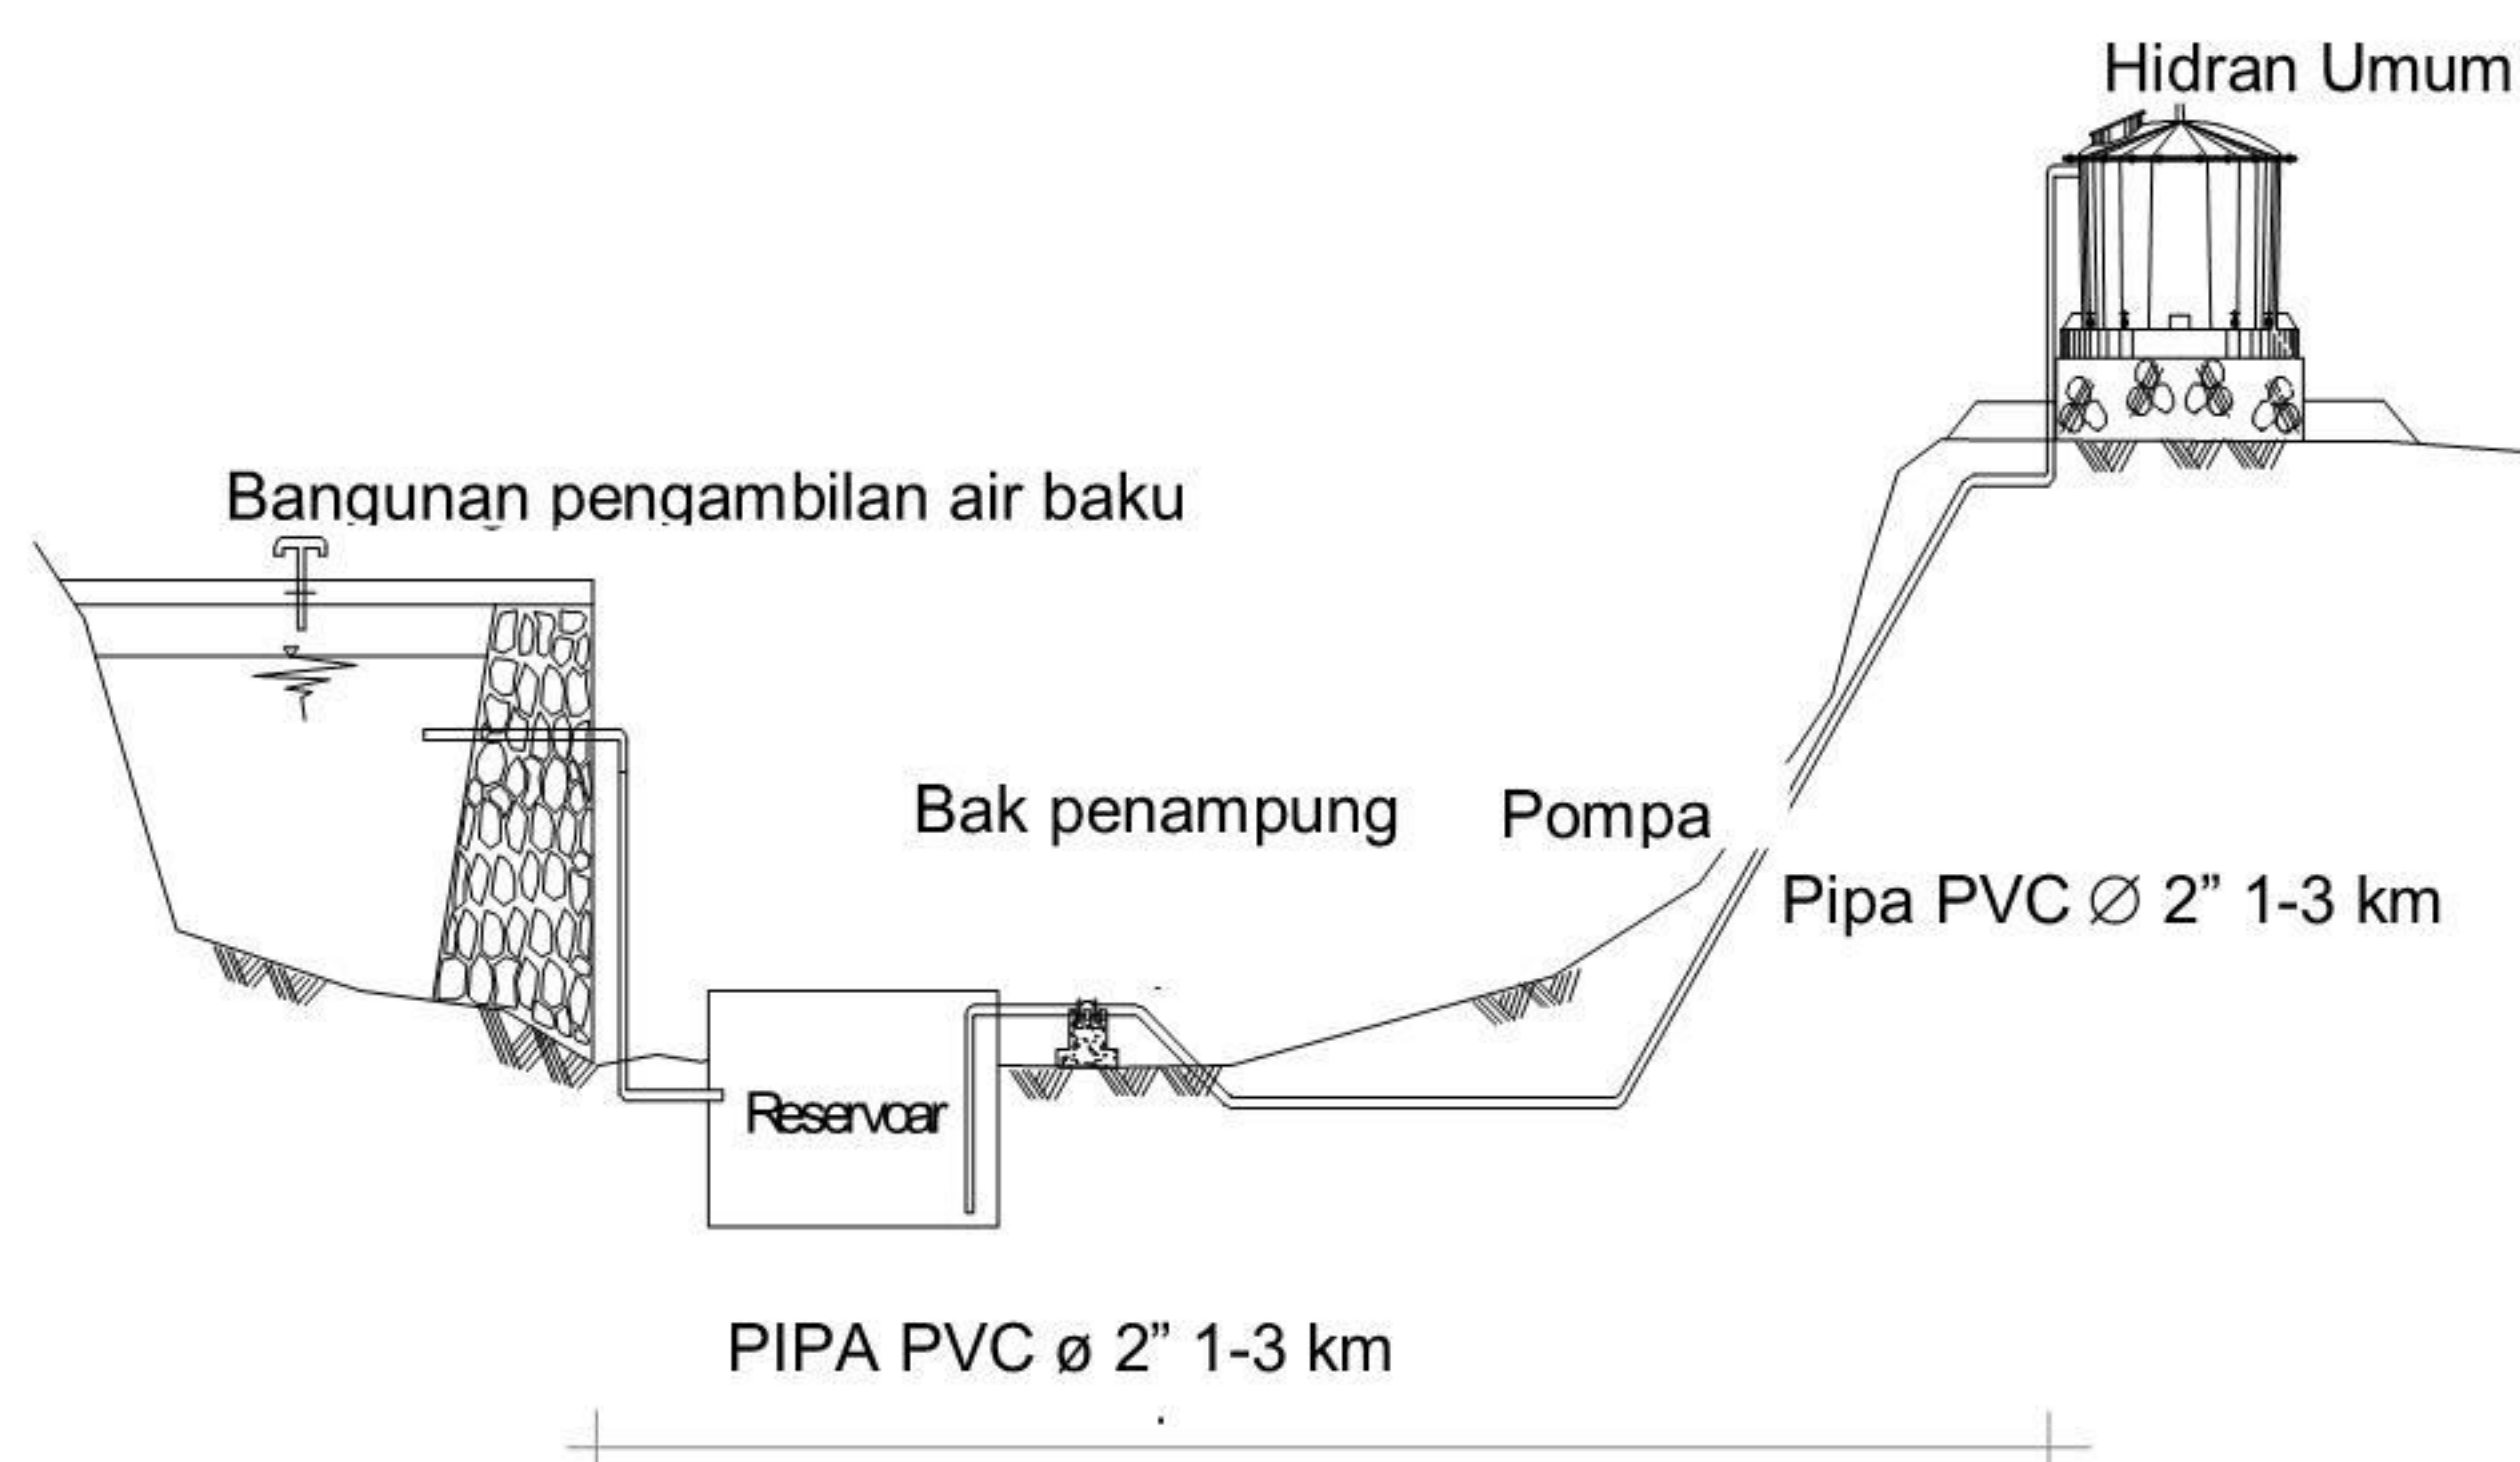 Hidran Umum
Bangunan pengambilan air baku
Bak penampung
Pompa
Pipa PVC ∅ 2” 1-3 km
Reservoar
PIPA PVC ø 2” 1-3 km